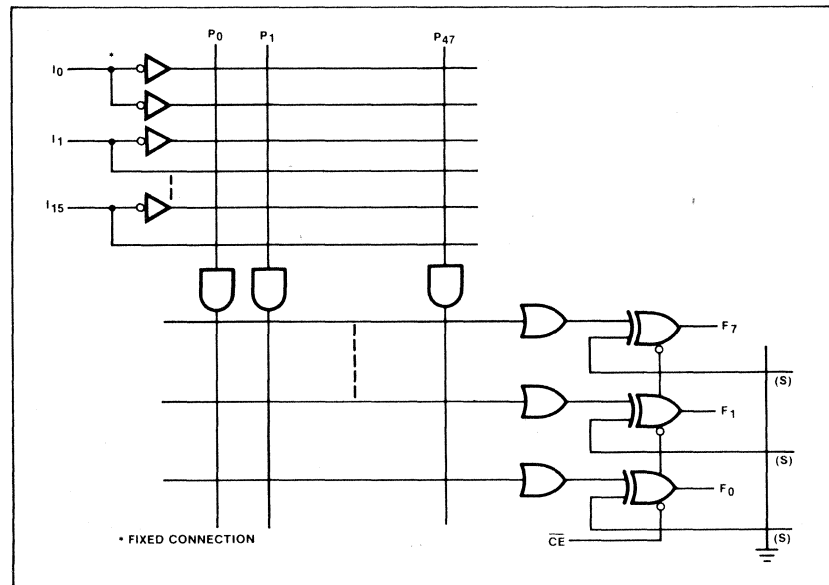 P0 P1 P47
*
I0
I1
I15
F7
(S)
F1
(S)
F0
* FIXED CONNECTION
CE
(S)